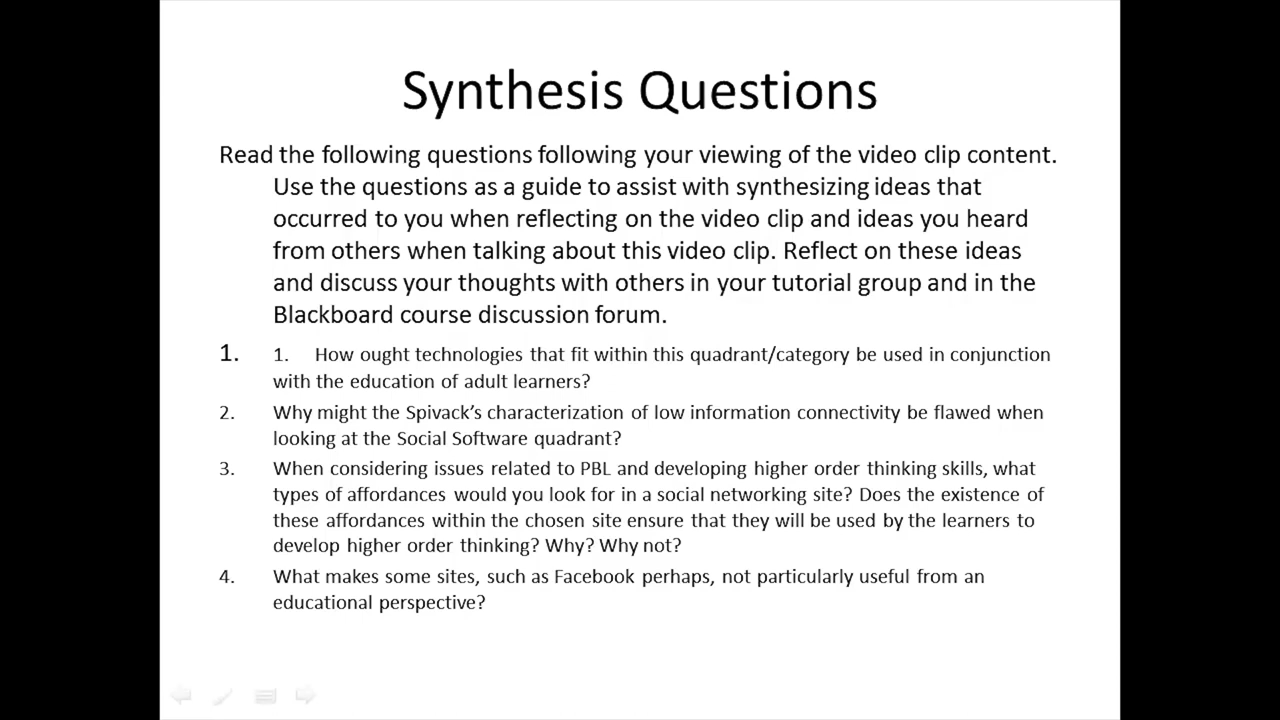 Synthesis Questions
Read the following questions following your viewing of the video clip content.
Use the questions as a guide to assist with synthesizing ideas that
occurred to you when reflecting on the video clip and ideas you heard
from others when talking about this video clip. Reflect on these ideas
and discuss your thoughts with others in your tutorial group and in the
Blackboard course discussion forum.
1. 1. How ought technologies that fit within this quadrant/category be used in conjunction
with the education of adult learners?
2. Why might the Spivack’s characterization of low information connectivity be flawed when
looking at the Social Software quadrant?
3. When considering issues related to PBL and developing higher order thinking skills, what
types of affordances would you look for in a social networking site? Does the existence of
these affordances within the chosen site ensure that they will be used by the learners to
develop higher order thinking? Why? Why not?
4. What makes some sites, such as Facebook perhaps, not particularly useful from an
educational perspective?